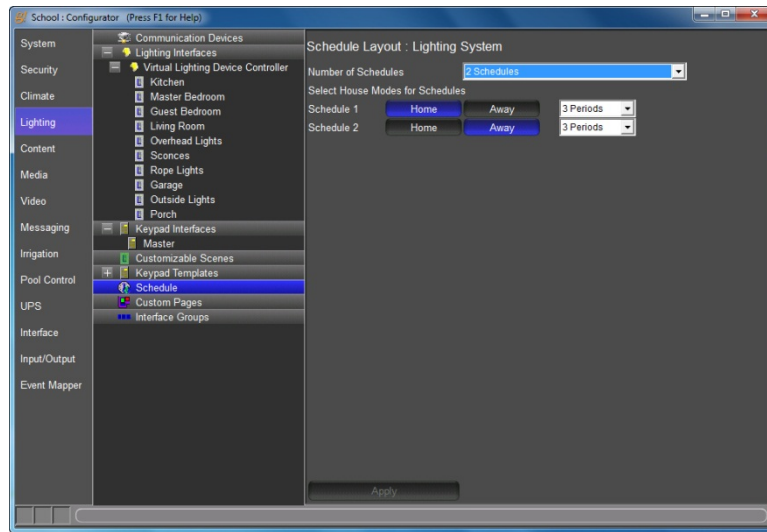 School : Configurator (Press F1 for Help)
System
Security
Climate
Lighting
Content
Media
Video
Messaging
Irrigation
Pool Control
UPS
Interface
Input/Output
Event Mapper
Communication Devices
Lighting Interfaces
Virtual Lighting Device Controller
Kitchen
Master Bedroom
Guest Bedroom
Living Room
Overhead Lights
Sconces
Rope Lights
Garage
Outside Lights
Porch
Keypad Interfaces
Master
Customizable Scenes
Keypad Templates
Schedule
Custom Pages
Interface Groups
Schedule Layout : Lighting System
Number of Schedules 2 Schedules
Select House Modes for Schedules
Schedule 1 Home Away 3 Periods
Schedule 2 Home Away 3 Periods
Apply